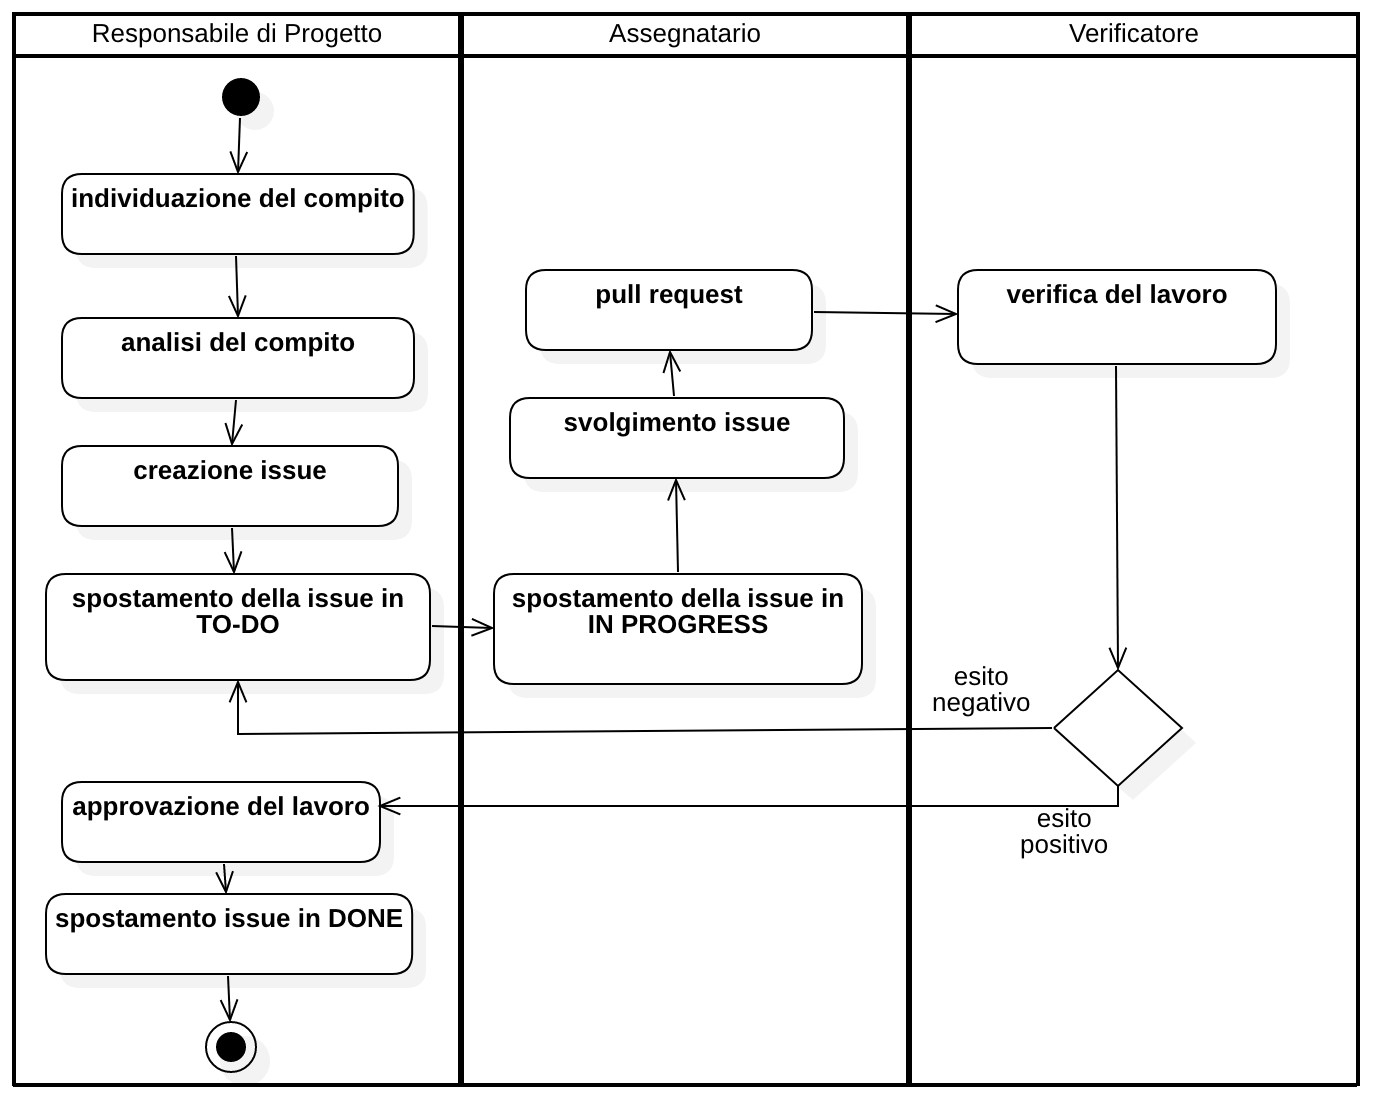 Responsabile di Progetto
Assegnatario
Verificatore
individuazione del compito
analisi del compito
creazione issue
spostamento della issue in
TO-DO
spostamento della issue in
IN PROGRESS
svolgimento issue
pull request
verifica del lavoro
esito
negativo
esito
positivo
approvazione del lavoro
spostamento issue in DONE